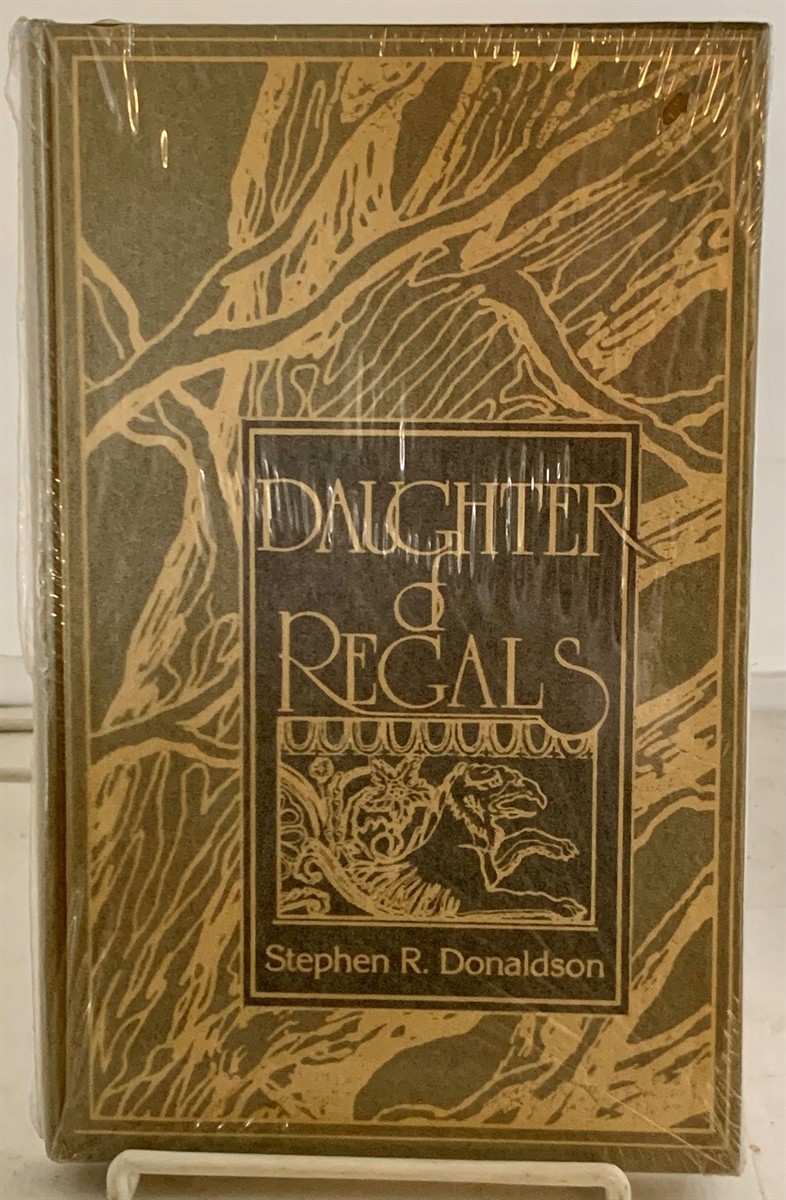 DAUGHTER
of
REGALS
Stephen R. Donaldson